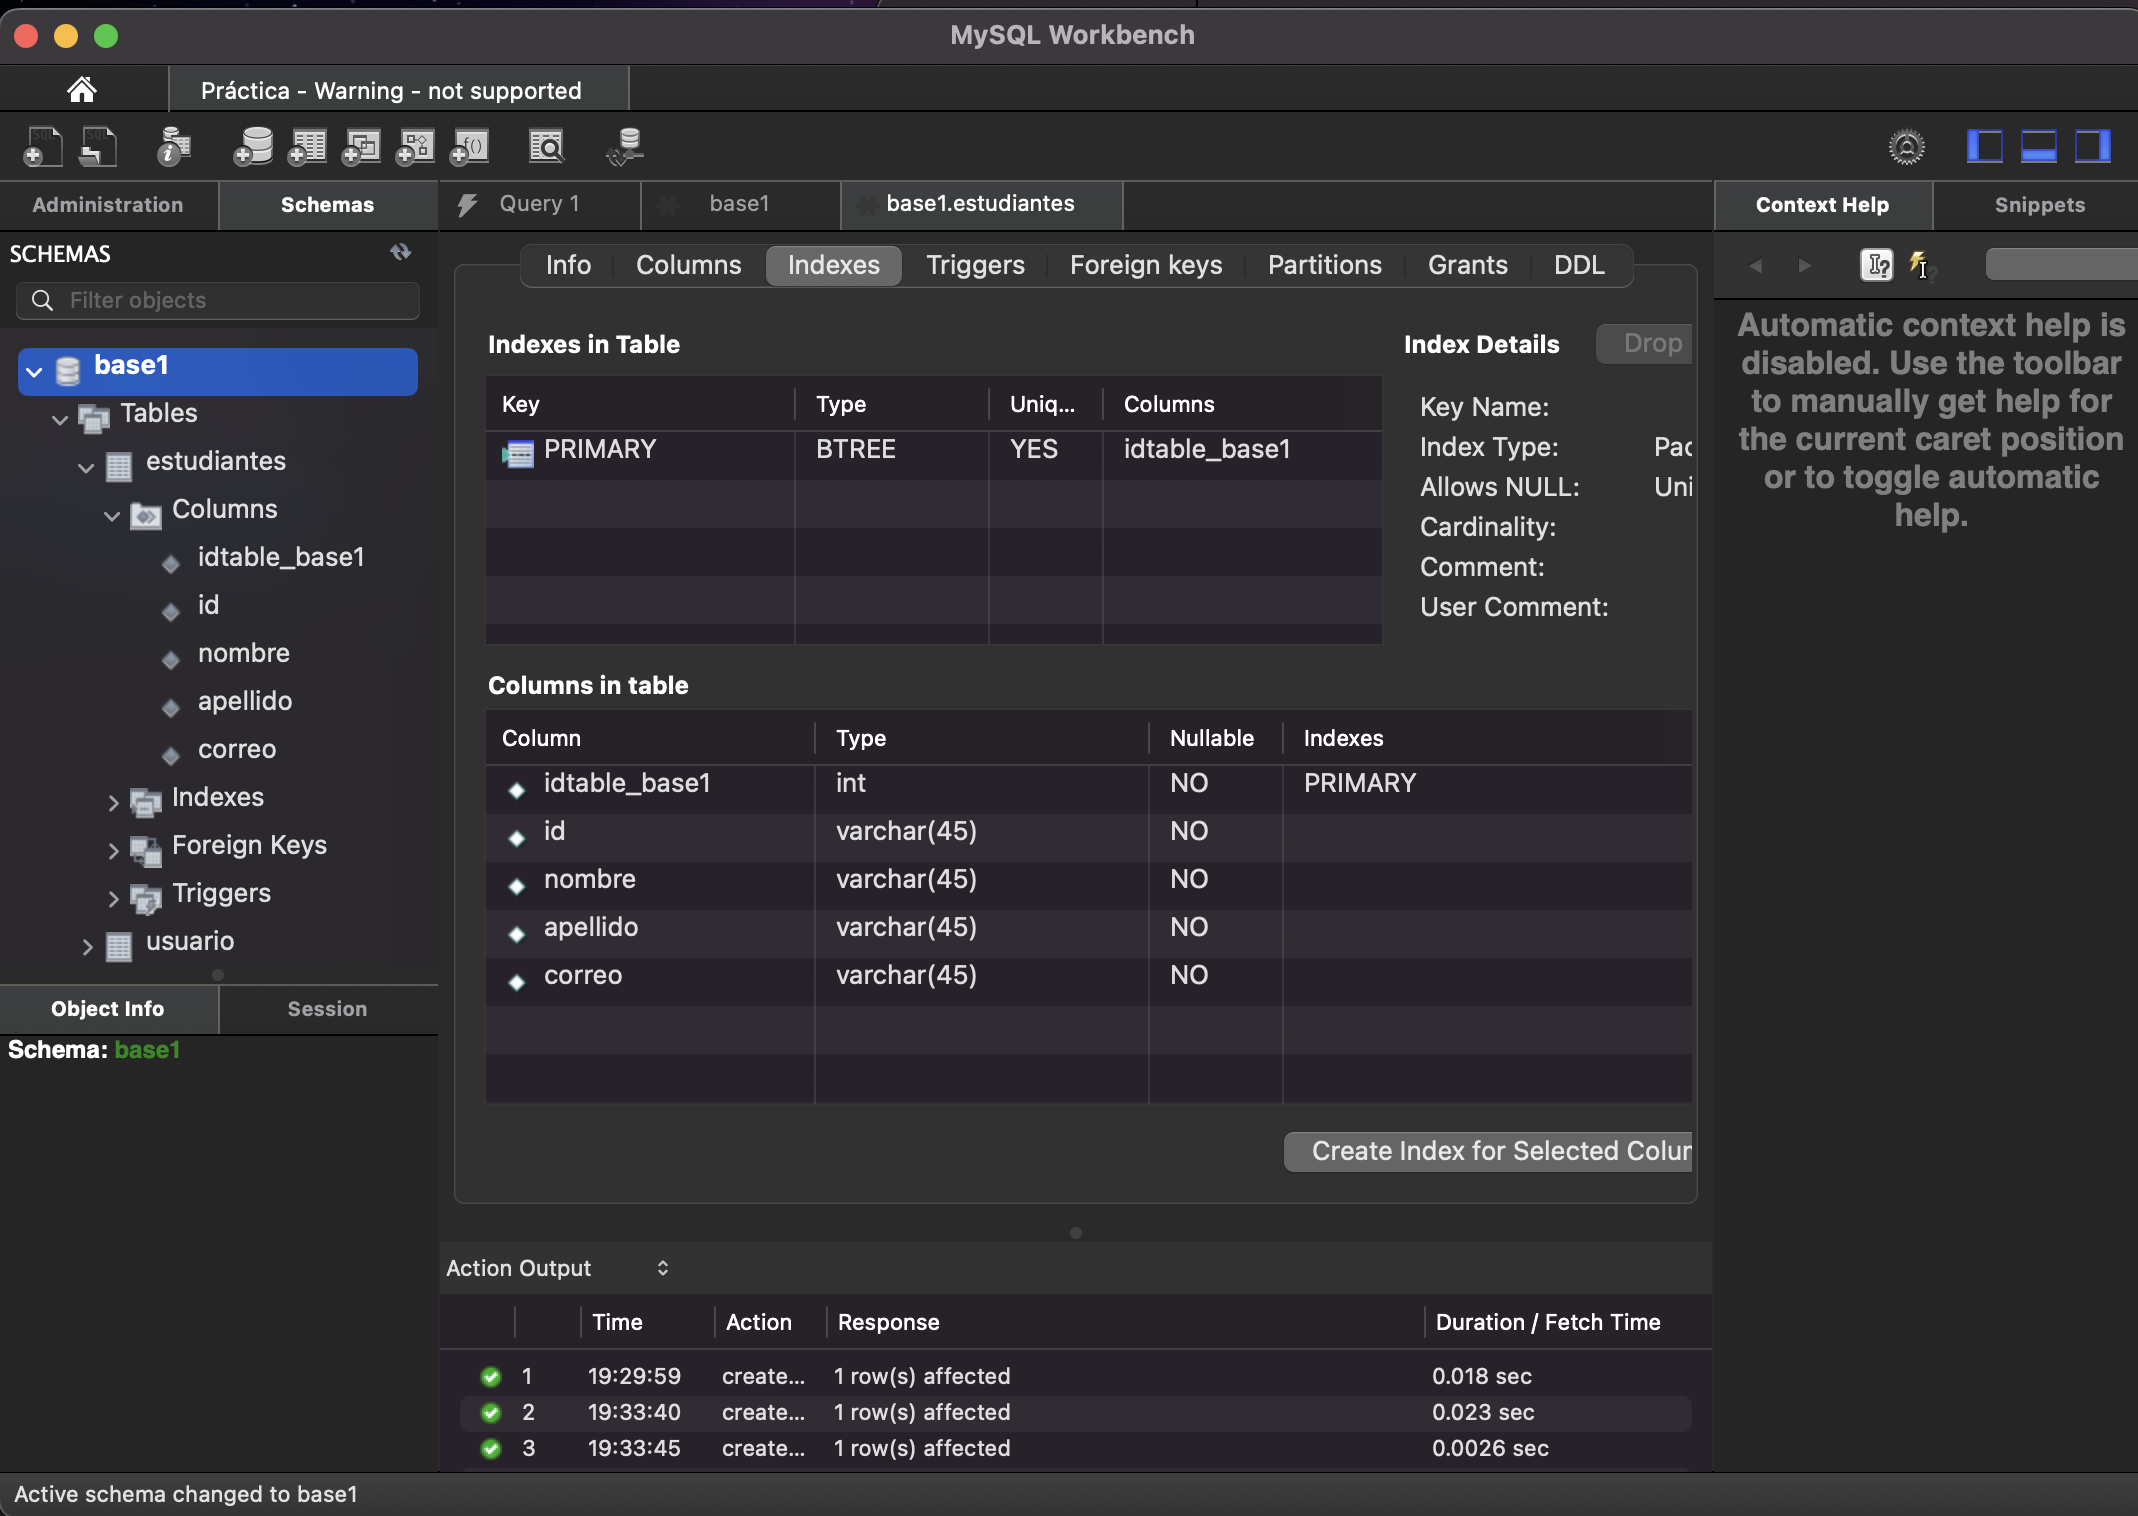 MySQL Workbench
Práctica - Warning - not supported
Administration
Schemas
SCHEMAS
Filter objects
base1
Tables
estudiantes
Columns
idtable_base1
id
nombre
apellido
correo
Indexes
Foreign Keys
Triggers
usuario
Object Info
Session
Schema: base1
Query 1
base1
base1.estudiantes
Info
Columns
Indexes
Triggers
Foreign keys
Partitions
Grants
DDL
Indexes in Table
Key Type Uniq... Columns
PRIMARY BTREE YES idtable_base1
Index Details
Drop
Key Name:
Index Type: Pac
Allows NULL: Uni
Cardinality:
Comment:
User Comment:
Columns in table
Column Type Nullable Indexes
idtable_base1 int NO PRIMARY
id varchar(45) NO
nombre varchar(45) NO
apellido varchar(45) NO
correo varchar(45) NO
Create Index for Selected Colu
Action Output
Time Action Response Duration / Fetch Time
1 19:29:59 create... 1 row(s) affected 0.018 sec
2 19:33:40 create... 1 row(s) affected 0.023 sec
3 19:33:45 create... 1 row(s) affected 0.0026 sec
Context Help
Snippets
Automatic context help is
disabled. Use the toolbar
to manually get help for
the current caret position
or to toggle automatic
help.
Active schema changed to base1